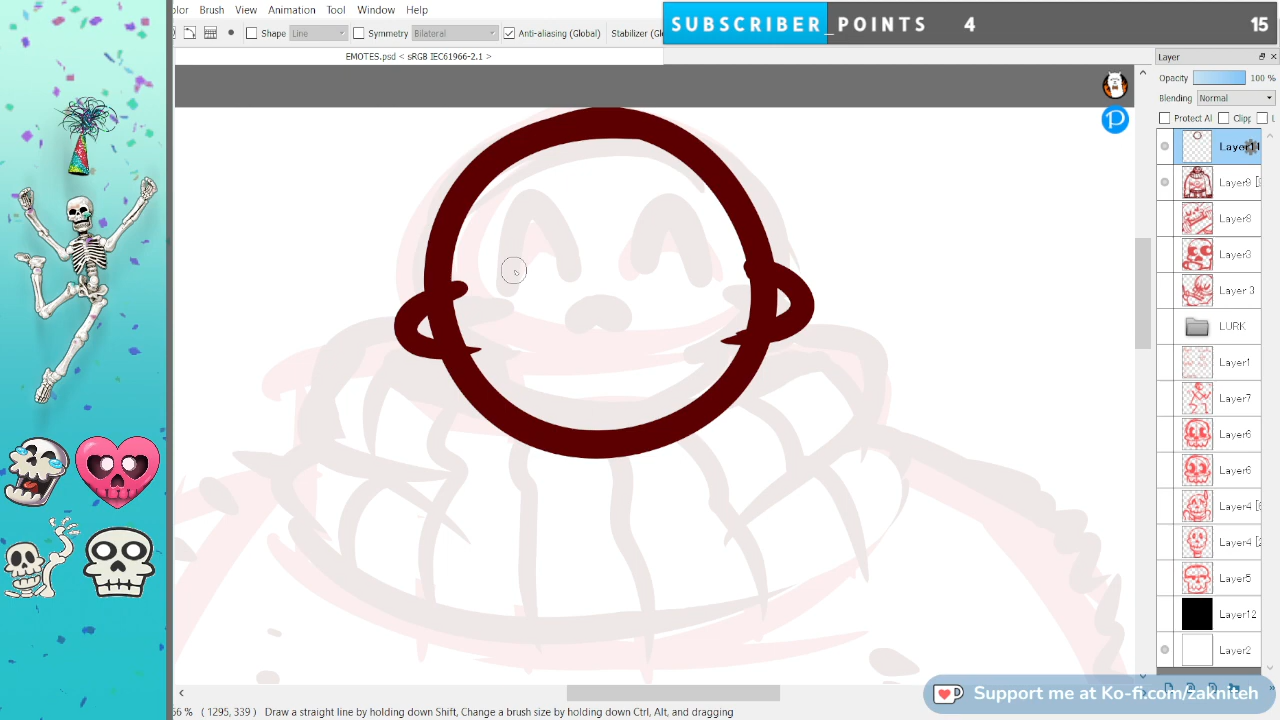 olor Brush View Animation Tool Window Help
SUBSCRIBER_POINTS 4 15
Shape Line Symmetry Bilateral Anti-aliasing (Global) Stabilizer (Gl
EMOTES.psd < sRGB IEC61966-2.1 >
Layer
Opacity 100 %
Blending Normal
Protect Al Clipp L
Layer8
Layer8
Layer3
Layer 3
LURK
Layer1
Layer7
Layer6
Layer6
Layer4
Layer4
Layer5
Layer12
Layer2
Support me at Ko-fi.com/zakniteh
66 % ( 1295, 339 ) Draw a straight line by holding down Shift, Change a brush size by holding down Ctrl, Alt, and dragging